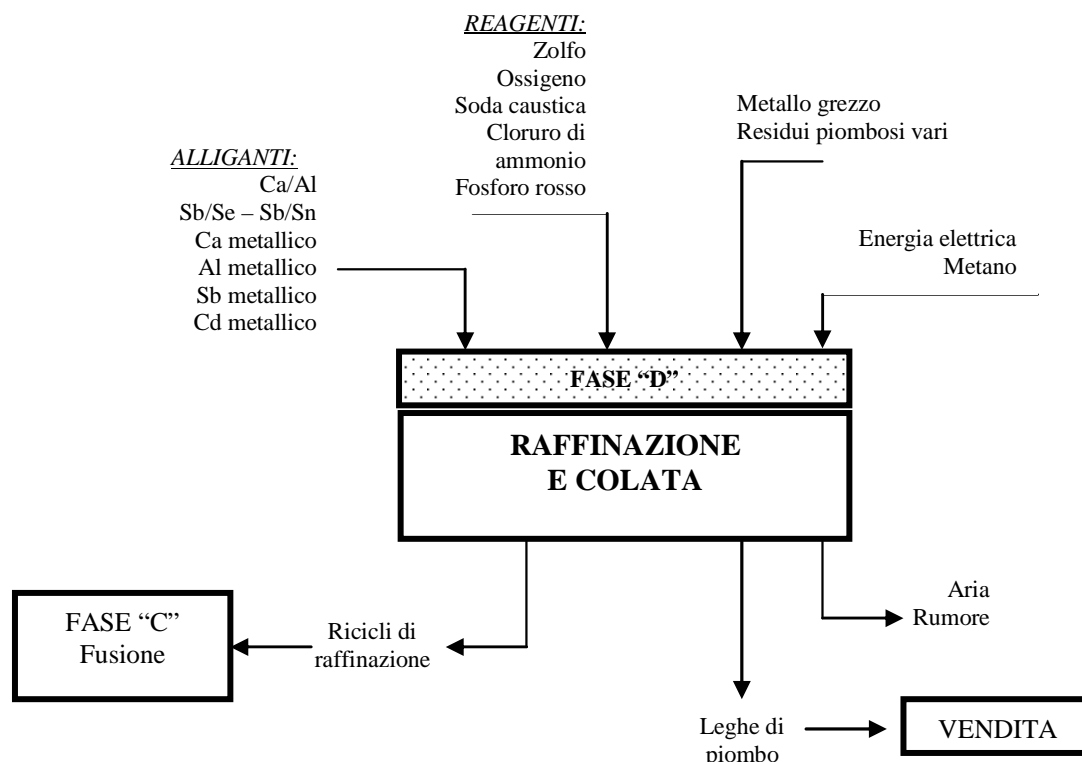 REAGENTI:
Zolfo
Ossigeno
Soda caustica
Cloruro di
ammonio
Fosforo rosso
Metallo grezzo
Residui piombosi vari
ALLIGANTI:
Ca/Al
Sb/Se – Sb/Sn
Ca metallico
Al metallico
Sb metallico
Cd metallico
Energia elettrica
Metano
FASE “D”
RAFFINAZIONE
E COLATA
FASE “C”
Fusione
Ricicli di
raffinazione
Aria
Rumore
Leghe di
piombo
VENDITA